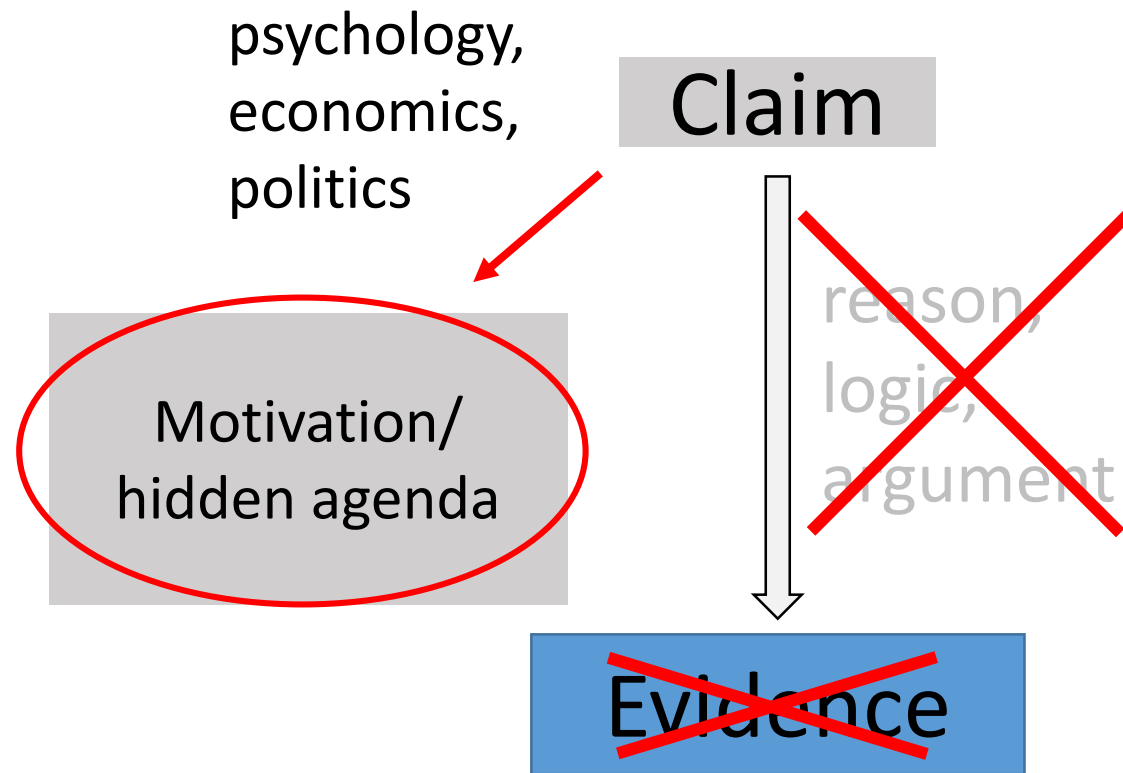 psychology,
economics,
politics
Claim
reason,
logic,
argument
Motivation/
hidden agenda
Evidence